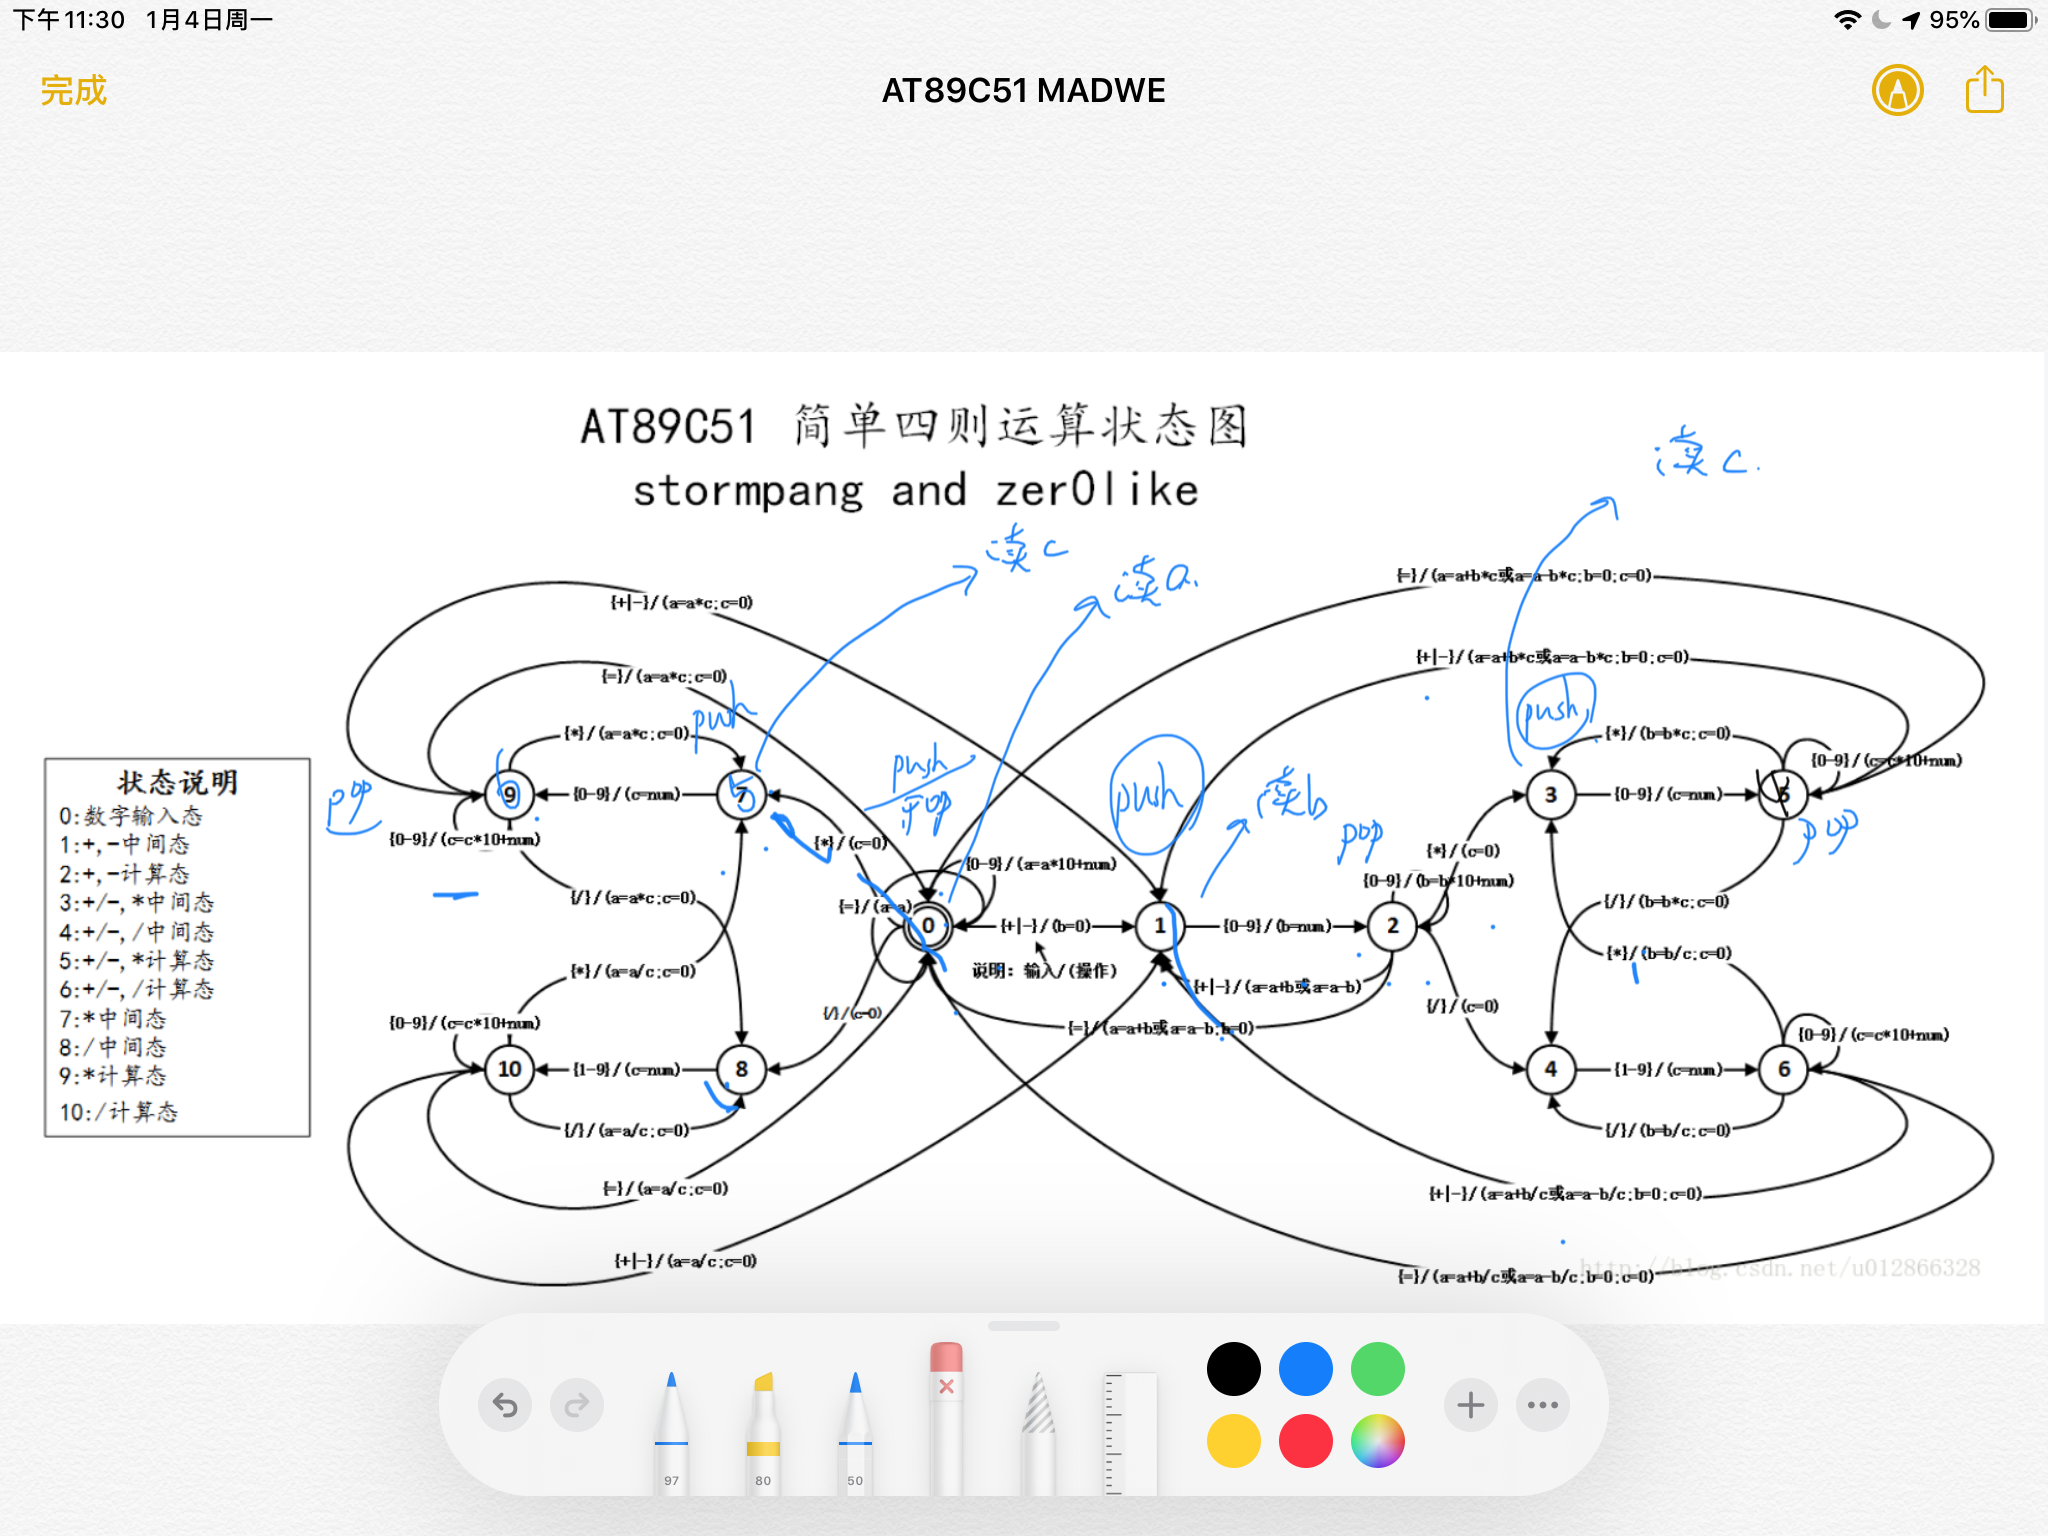 下午11:30 1月4日周一
95%
完成
AT89C51 MADWE
AT89C51 简单四则运算状态图
stormpang and zer0like
读 c.
读 c
读 a.
{=}/(a=a+b*c或a=a-b*c;b=0;c=0)
{+|-}/(a=a*c;c=0)
{+|-}/(a=a+b*c或a=a-b*c;b=0;c=0)
{=}/(a=a*c;c=0)
push
push
{*}/(a=a*c;c=0)
{*}/(b=b*c;c=0)
push
平op
push
读b
{0-9}/(c=c*10+num)
pop
9
6
{0-9}/(c=num)
7
5
3
{0-9}/(c=num)
5
pop
pop
{0-9}/(c=c*10+num)
{*}/(c=0)
{*}/(c=0)
{0-9}/(a=a*10+num)
{0-9}/(b=b*10+num)
{/}/(a=a*c;c=0)
{/}/(b=b*c;c=0)
{=}/(a=a)
0
{+|-}/(b=0)
1
{0-9}/(b=num)
2
{*}/(a=a/c;c=0)
说明: 输入/(操作)
{*}/(b=b/c;c=0)
{+|-}/(a=a+b或a=a-b)
{/}/(c=0)
{/}/(c=0)
{0-9}/(c=c*10+num)
{=}/(a=a+b或a=a-b;b=0)
{0-9}/(c=c*10+num)
10
{1-9}/(c=num)
8
4
{1-9}/(c=num)
6
{/}/(a=a/c;c=0)
{/}/(b=b/c;c=0)
{=}/(a=a/c;c=0)
{+|-}/(a=a+b/c或a=a-b/c;b=0;c=0)
{+|-}/(a=a/c;c=0)
{=}/(a=a+b/c或a=a-b/c;b=0;c=0)
http://blog.csdn.net/u012866328
状态说明
0:数字输入态
1:+,-中间态
2:+,-计算态
3:+/-,*中间态
4:+/-,/中间态
5:+/-,*计算态
6:+/-,/计算态
7:*中间态
8:/中间态
9:*计算态
10:/计算态
97
80
50